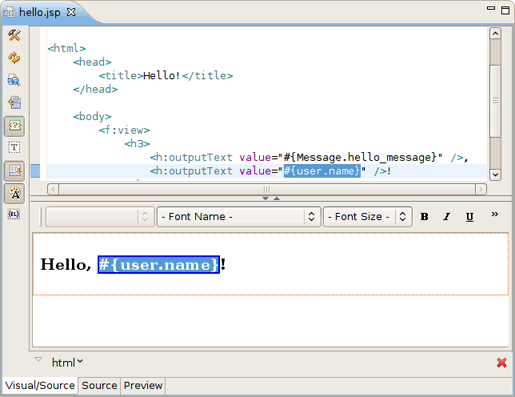 hello.jsp
<html>
<head>
<title>Hello!</title>
</head>
<body>
<f:view>
<h3>
<h:outputText value="#{Message.hello_message}" />,
<h:outputText value="#{user.name}" />!
T
A
(EL)
- Font Name -
- Font Size -
B I U »
Hello, #{user.name}!
html
Visual/Source Source Preview